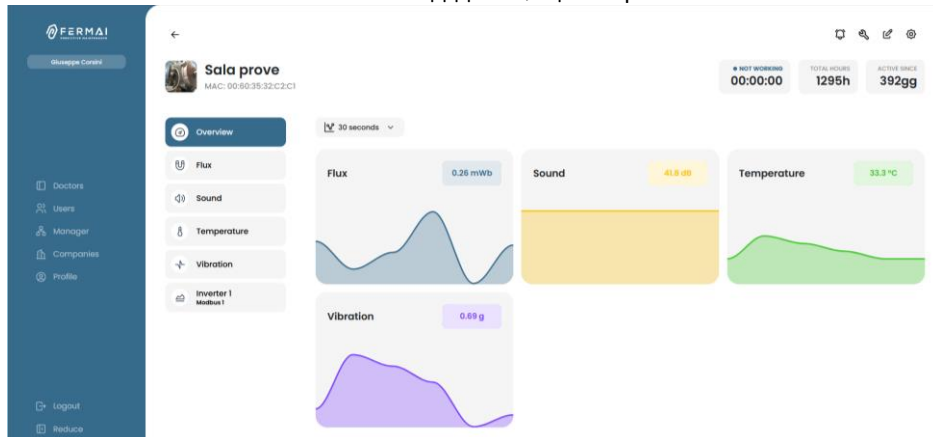 FERMAI
Giuseppe Corsini
Doctors
Users
Manager
Companies
Profile
Logout
Reduce
Sala prove
MAC: 00:60:35:32:C2:C1
NOT WORKING
00:00:00
TOTAL HOURS
1295h
ACTIVE SINCE
392gg
Overview
Flux
Sound
Temperature
Vibration
Inverter 1
Modbus 1
30 seconds
Flux
0.26 mWb
Sound
41.8 dB
Temperature
33.3 °C
Vibration
0.69 g